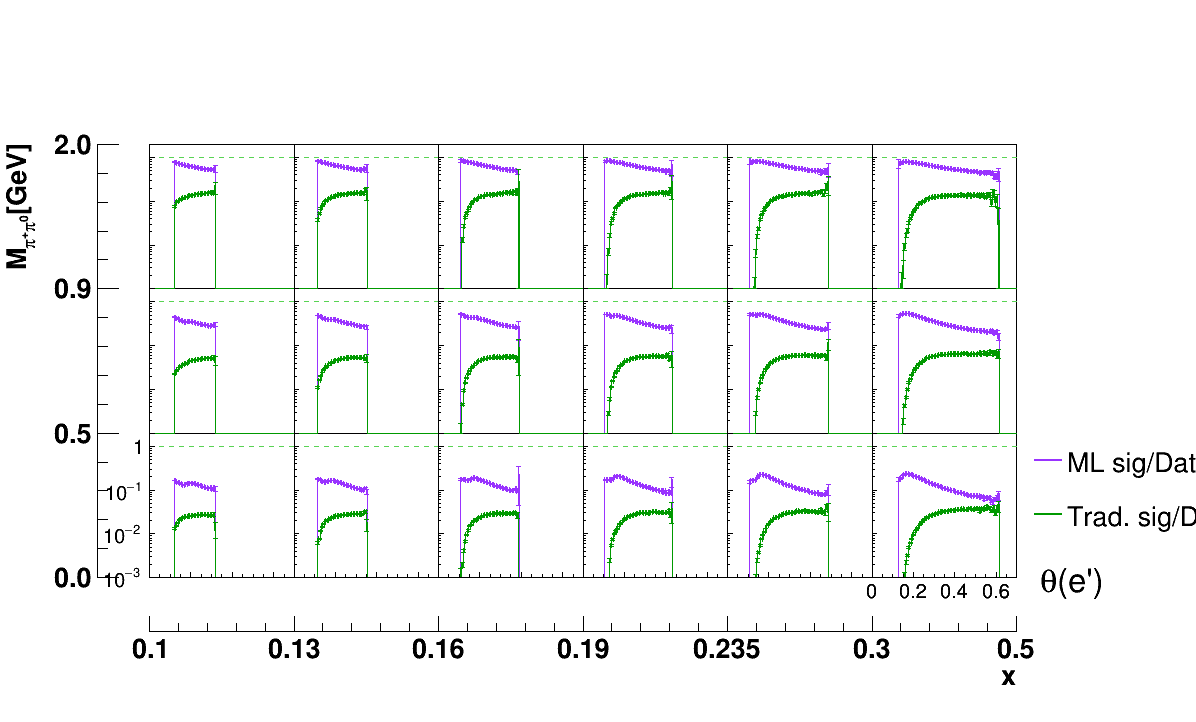 M_{π⁺π⁰}[GeV]
2.0
0.9
0.5
0.0
1
10⁻¹
10⁻²
10⁻³
ML sig/Dat
Trad. sig/D
θ(e')
0 0.2 0.4 0.6
0.1 0.13 0.16 0.19 0.235 0.3 0.5
x